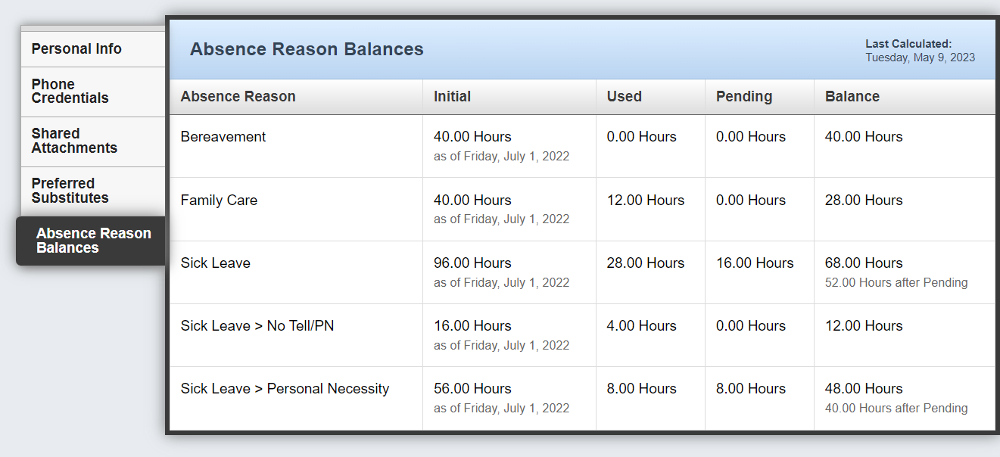 Personal Info
Phone
Credentials
Shared
Attachments
Preferred
Substitutes
Absence Reason
Balances
Absence Reason Balances
Last Calculated:
Tuesday, May 9, 2023
Absence Reason Initial Used Pending Balance
Bereavement 40.00 Hours 0.00 Hours 0.00 Hours 40.00 Hours
as of Friday, July 1, 2022
Family Care 40.00 Hours 12.00 Hours 0.00 Hours 28.00 Hours
as of Friday, July 1, 2022
Sick Leave 96.00 Hours 28.00 Hours 16.00 Hours 68.00 Hours
as of Friday, July 1, 2022 52.00 Hours after Pending
Sick Leave > No Tell/PN 16.00 Hours 4.00 Hours 0.00 Hours 12.00 Hours
as of Friday, July 1, 2022
Sick Leave > Personal Necessity 56.00 Hours 8.00 Hours 8.00 Hours 48.00 Hours
as of Friday, July 1, 2022 40.00 Hours after Pending